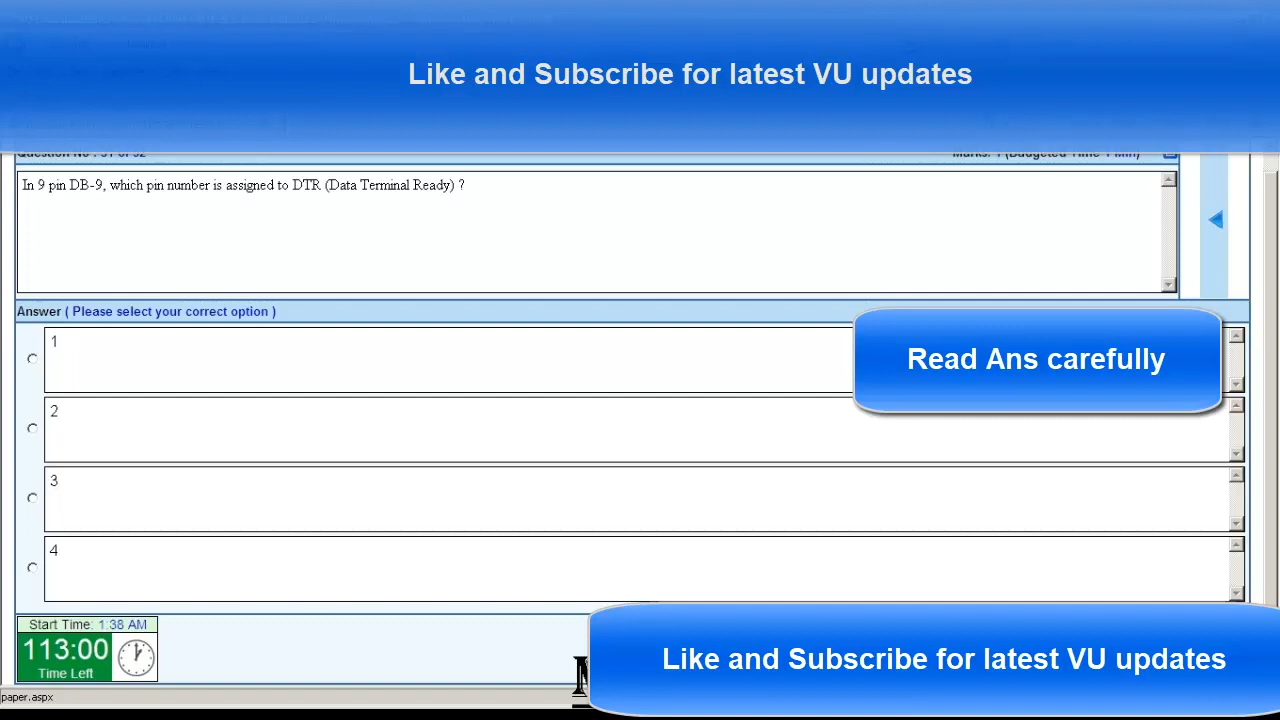 Like and Subscribe for latest VU updates
In 9 pin DB-9, which pin number is assigned to DTR (Data Terminal Ready) ?
Answer ( Please select your correct option )
1
Read Ans carefully
2
3
4
Start Time: 1:38 AM
113:00
Time Left
Like and Subscribe for latest VU updates
paper.aspx